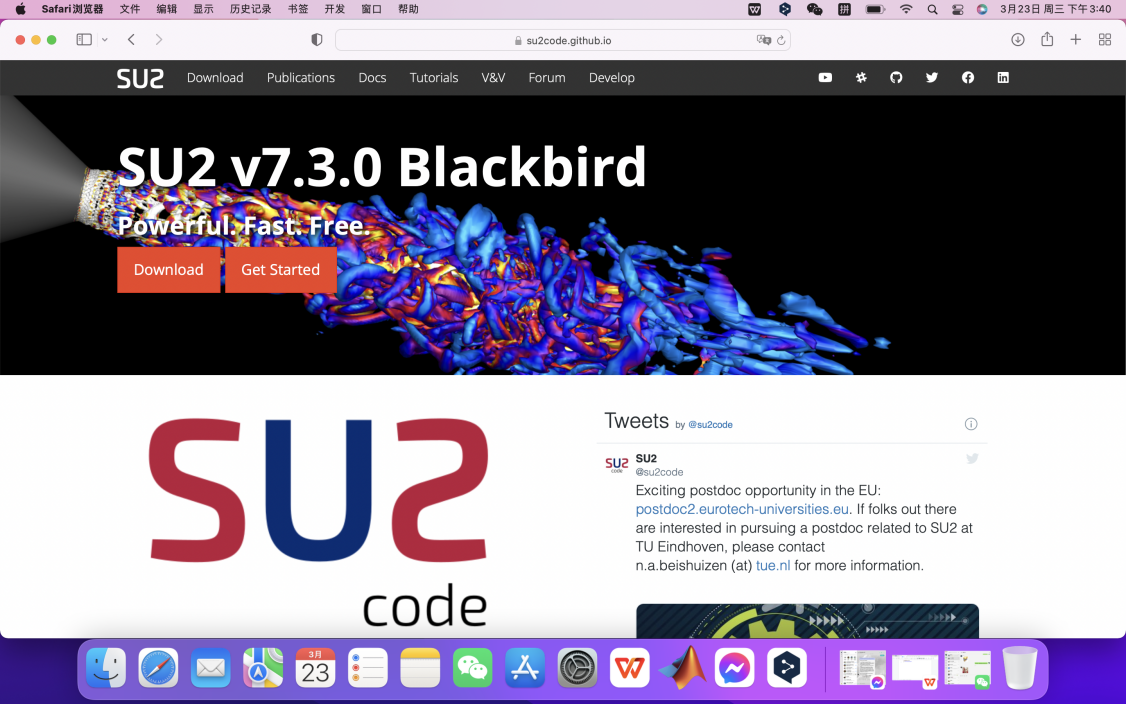 Safari浏览器 文件 编辑 显示 历史记录 书签 开发 窗口 帮助 拼 3月23日 周三 下午3:40
su2code.github.io
SU2 Download Publications Docs Tutorials V&V Forum Develop
SU2 v7.3.0 Blackbird
Powerful. Fast. Free.
Download Get Started
SU2
code
Tweets by @su2code
SU2
code
SU2
@su2code
Exciting postdoc opportunity in the EU:
postdoc2.eurotech-universities.eu. If folks out there
are interested in pursuing a postdoc related to SU2 at
TU Eindhoven, please contact
n.a.beishuizen (at) tue.nl for more information.
3月
23